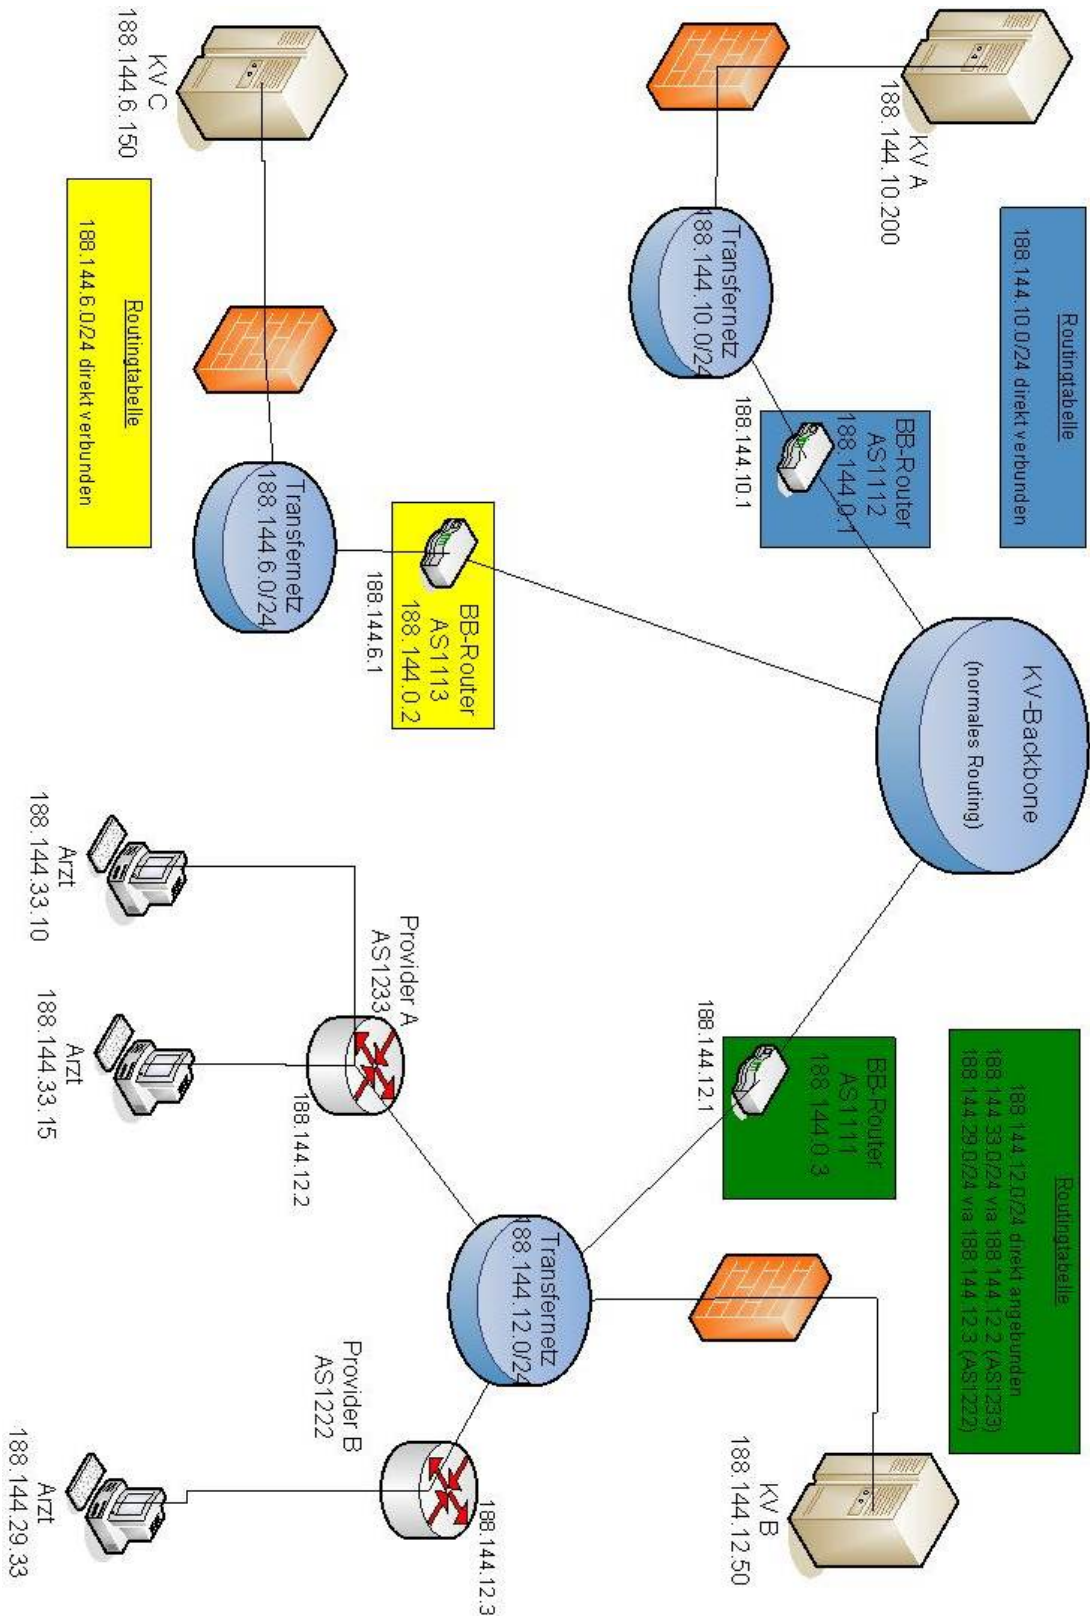 KV-Backbone
(normales Routing)
Routingtabelle
188.144.10.0/24 direkt verbunden
KV A
188.144.10.200
Transfernetz
188.144.10.0/24
BB-Router
AS1112
188.144.0.1
188.144.10.1
BB-Router
AS1113
188.144.0.2
188.144.6.1
Transfernetz
188.144.6.0/24
KV C
188.144.6.150
Routingtabelle
188.144.6.0/24 direkt verbunden
Routingtabelle
188.144.12.0/24 direkt angebunden
188.144.33.0/24 via 188.144.12.2 (AS1233)
188.144.29.0/24 via 188.144.12.3 (AS1222)
BB-Router
AS1111
188.144.0.3
188.144.12.1
KV B
188.144.12.50
Transfernetz
188.144.12.0/24
Provider A
AS1233
188.144.12.2
Provider B
AS1222
188.144.12.3
Arzt
188.144.33.10
Arzt
188.144.33.15
Arzt
188.144.29.33